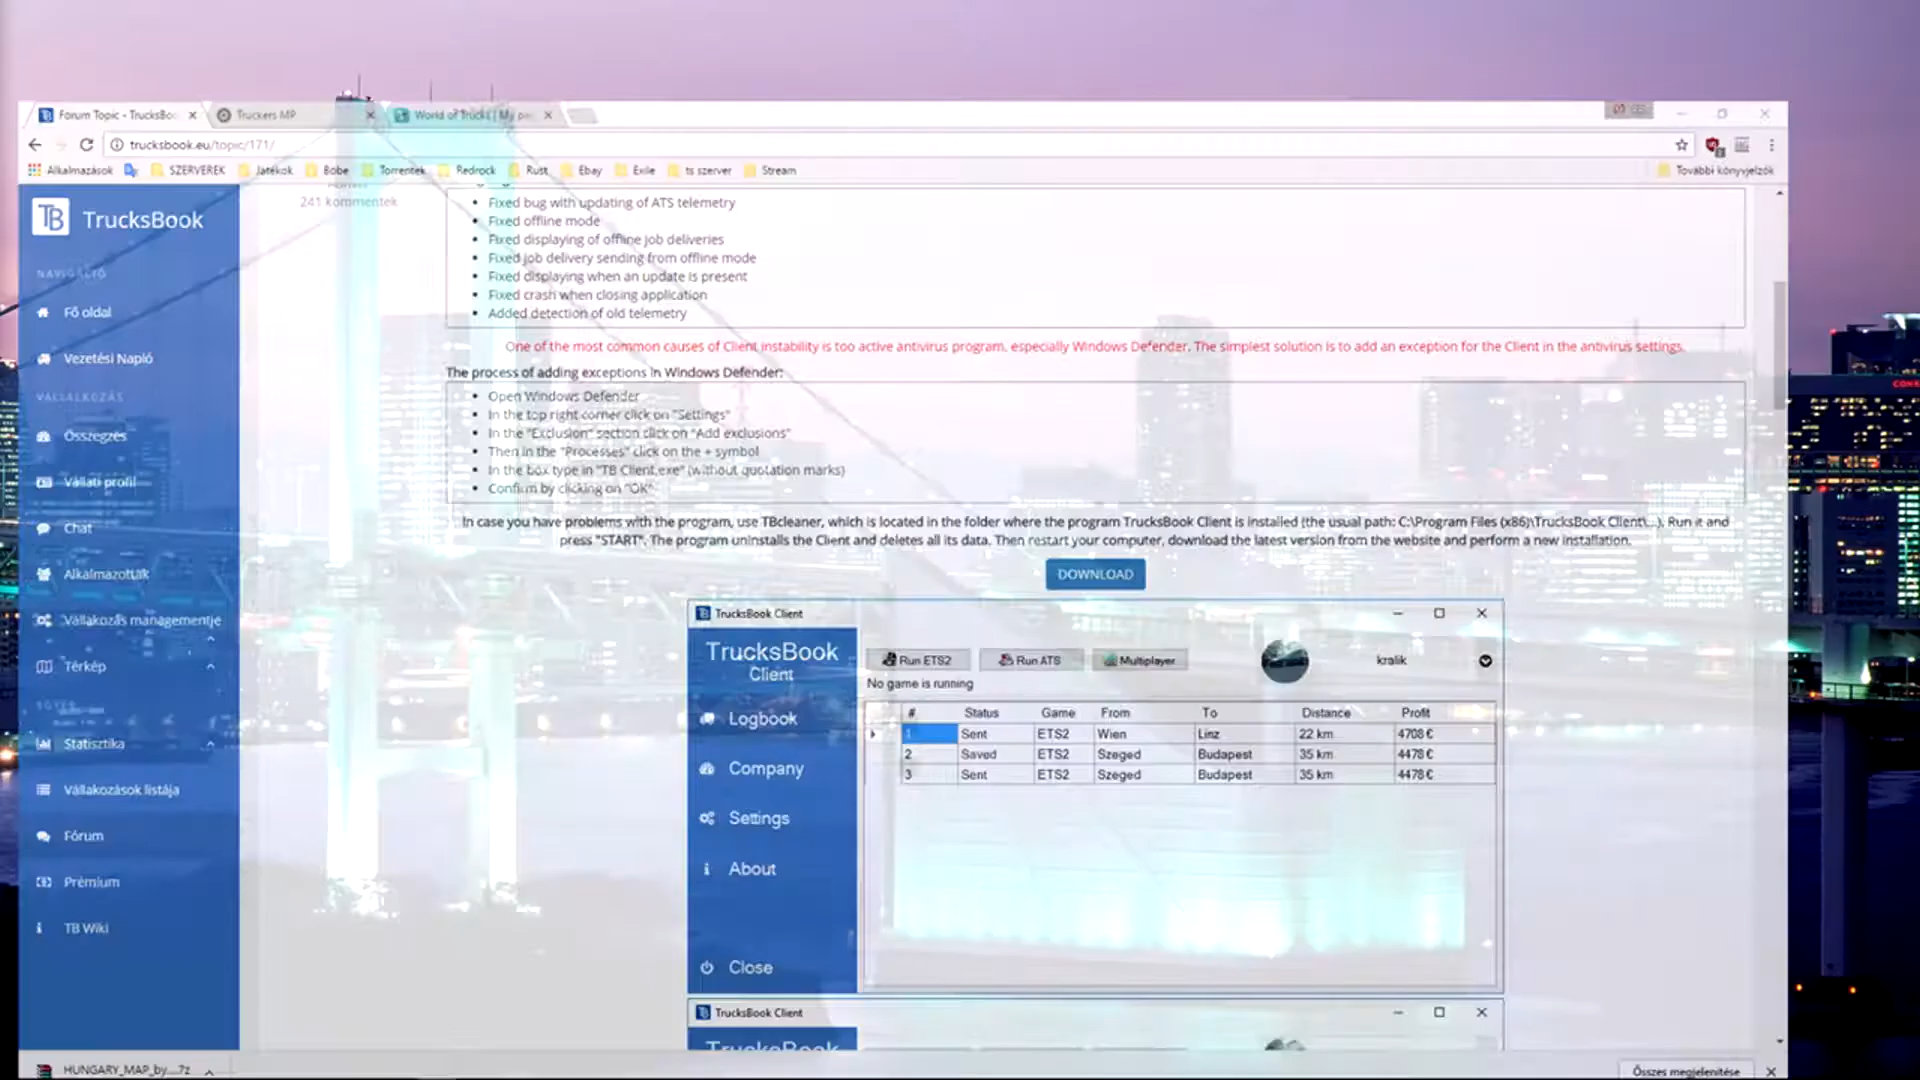 Forum Topic - TrucksBo
Truckers MP
World of Trucks | My pe
trucksbook.eu/topic/171/
Alkalmazások
SZERVEREK
Játékok
Bobe
Torrentek
Redrock
Rust
Ebay
Exile
ts szerver
Stream
További könyvjelzők
TB TrucksBook
NAVIGÁCIÓ
Fő oldal
Vezetési Napló
VÁLLALKOZÁS
Összegzés
Vállati profil
Chat
Alkalmazottak
Vállakozás managementje
Térkép
EGYÉB
Statisztika
Vállakozások listája
Fórum
Prémium
TB Wiki
241 kommentek
Fixed bug with updating of ATS telemetry
Fixed offline mode
Fixed displaying of offline job deliveries
Fixed job delivery sending from offline mode
Fixed displaying when an update is present
Fixed crash when closing application
Added detection of old telemetry
One of the most common causes of Client instability is too active antivirus program, especially Windows Defender. The simplest solution is to add an exception for the Client in the antivirus settings.
The process of adding exceptions in Windows Defender:
Open Windows Defender
In the top right corner click on "Settings"
In the "Exclusion" section click on "Add exclusions"
Then in the "Processes" click on the + symbol
In the box type in "TB Client.exe" (without quotation marks)
Confirm by clicking on "OK"
In case you have problems with the program, use TBcleaner, which is located in the folder where the program TrucksBook Client is installed (the usual path: C:\Program Files (x86)\TrucksBook Client\...). Run it and
press "START". The program uninstalls the Client and deletes all its data. Then restart your computer, download the latest version from the website and perform a new installation.
DOWNLOAD
TrucksBook Client
TrucksBook
Client
Logbook
Company
Settings
About
Close
Run ETS2
Run ATS
Multiplayer
kralik
No game is running
# Status Game From To Distance Profit
1 Sent ETS2 Wien Linz 22 km 4708 €
2 Saved ETS2 Szeged Budapest 35 km 4478 €
3 Sent ETS2 Szeged Budapest 35 km 4478 €
TrucksBook Client
TrucksBook
HUNGARY_MAP_by....7z
Összes megjelenítése